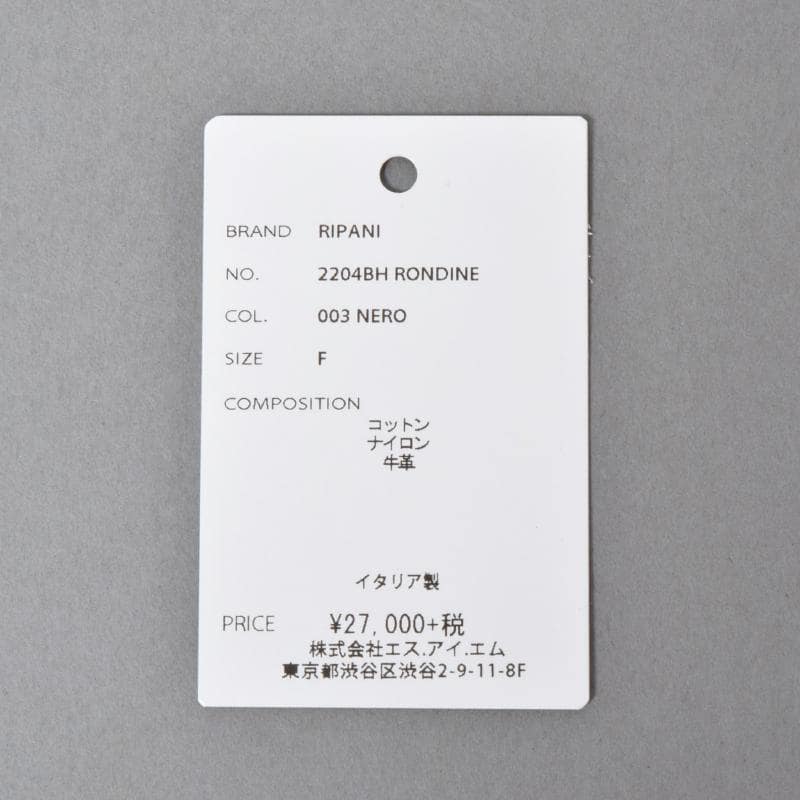 BRAND RIPANI
NO. 2204BH RONDINE
COL. 003 NERO
SIZE F
COMPOSITION
コットン
ナイロン
牛革
イタリア製
PRICE ¥27,000+税
株式会社エス.アイ.エム
東京都渋谷区渋谷2-9-11-8F